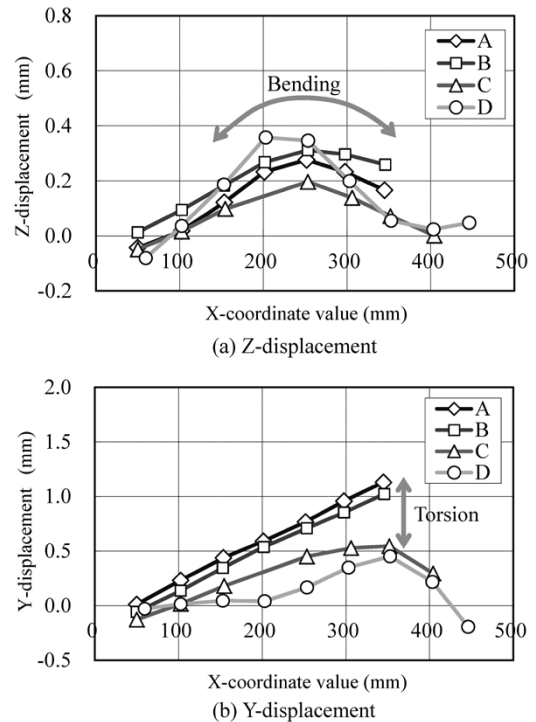 0.8
0.6
0.4
0.2
0.0
-0.2
Z-displacement (mm)
Bending
A
B
C
D
0 100 200 300 400 500
X-coordinate value (mm)
(a) Z-displacement
2.0
1.5
1.0
0.5
0.0
-0.5
Y-displacement (mm)
A
B
C
D
Torsion
0 100 200 300 400 500
X-coordinate value (mm)
(b) Y-displacement